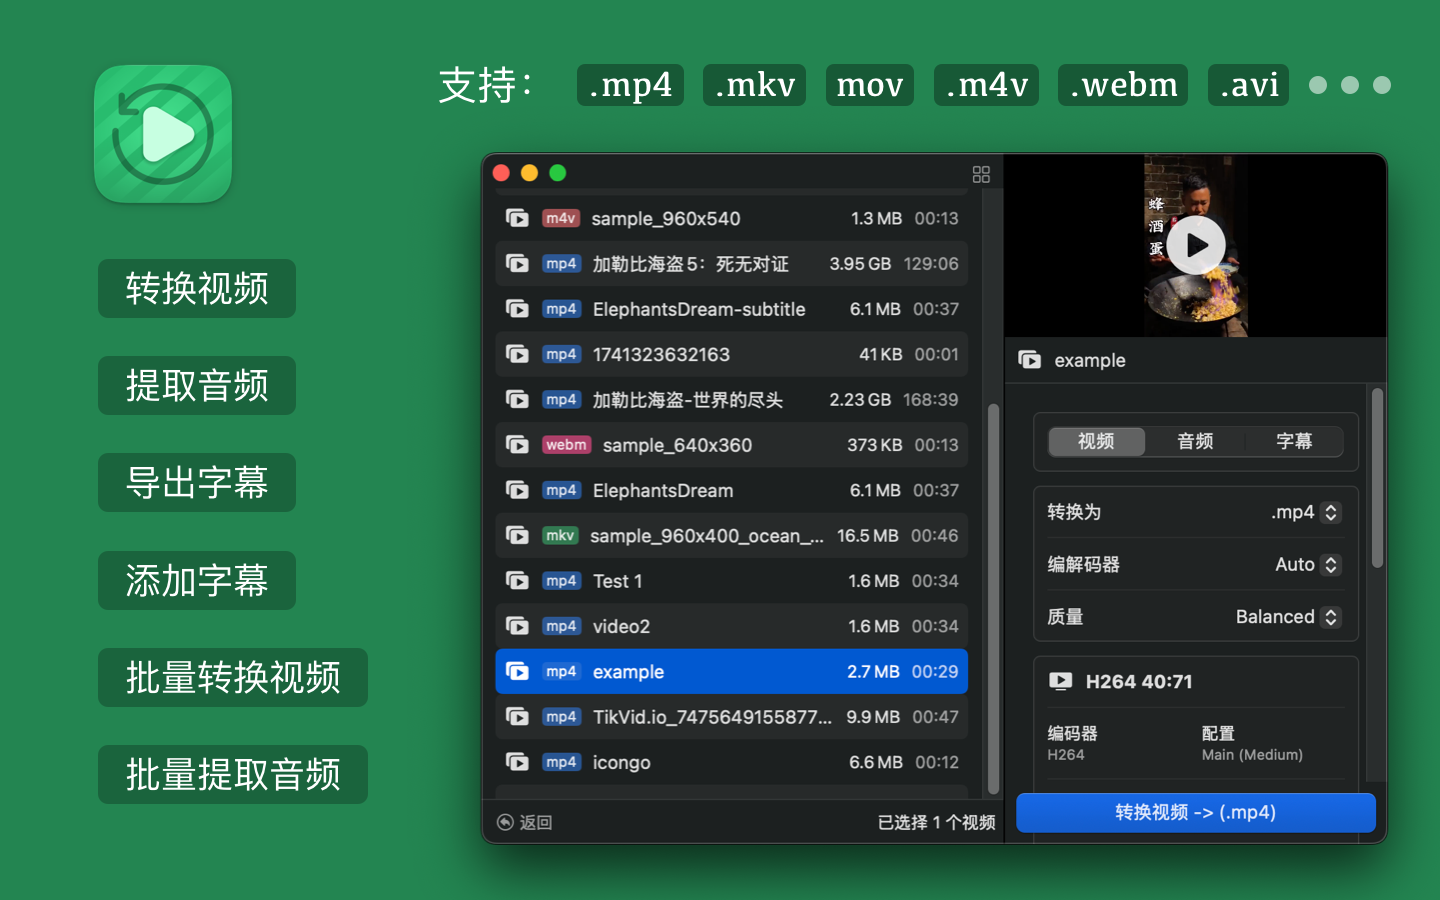 支持： .mp4 .mkv mov .m4v .webm .avi
转换视频
提取音频
导出字幕
添加字幕
批量转换视频
批量提取音频
m4v sample_960x540 1.3 MB 00:13
mp4 加勒比海盗5：死无对证 3.95 GB 129:06
mp4 ElephantsDream-subtitle 6.1 MB 00:37
mp4 1741323632163 41 KB 00:01
mp4 加勒比海盗-世界的尽头 2.23 GB 168:39
webm sample_640x360 373 KB 00:13
mp4 ElephantsDream 6.1 MB 00:37
mkv sample_960x400_ocean_... 16.5 MB 00:46
mp4 Test 1 1.6 MB 00:34
mp4 video2 1.6 MB 00:34
mp4 example 2.7 MB 00:29
mp4 TikVid.io_7475649155877... 9.9 MB 00:47
mp4 icongo 6.6 MB 00:12
返回 已选择 1 个视频
蜂酒蛋
example
视频 音频 字幕
转换为 .mp4
编解码器 Auto
质量 Balanced
H264 40:71
编码器 配置
H264 Main (Medium)
转换视频 -> (.mp4)